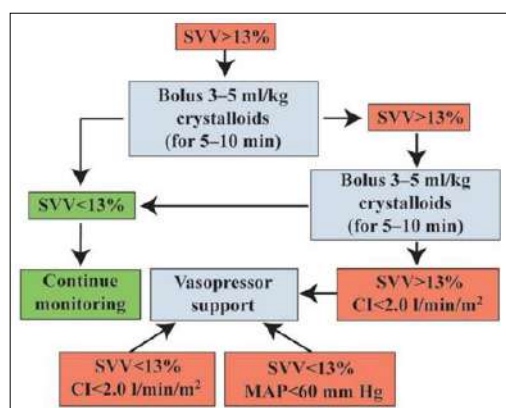 SVV>13%
Bolus 3–5 ml/kg
crystalloids
(for 5–10 min)
SVV>13%
Bolus 3–5 ml/kg
crystalloids
(for 5–10 min)
SVV<13%
Continue
monitoring
Vasopressor
support
SVV>13%
CI<2.0 l/min/m²
SVV<13%
CI<2.0 l/min/m²
SVV<13%
MAP<60 mm Hg